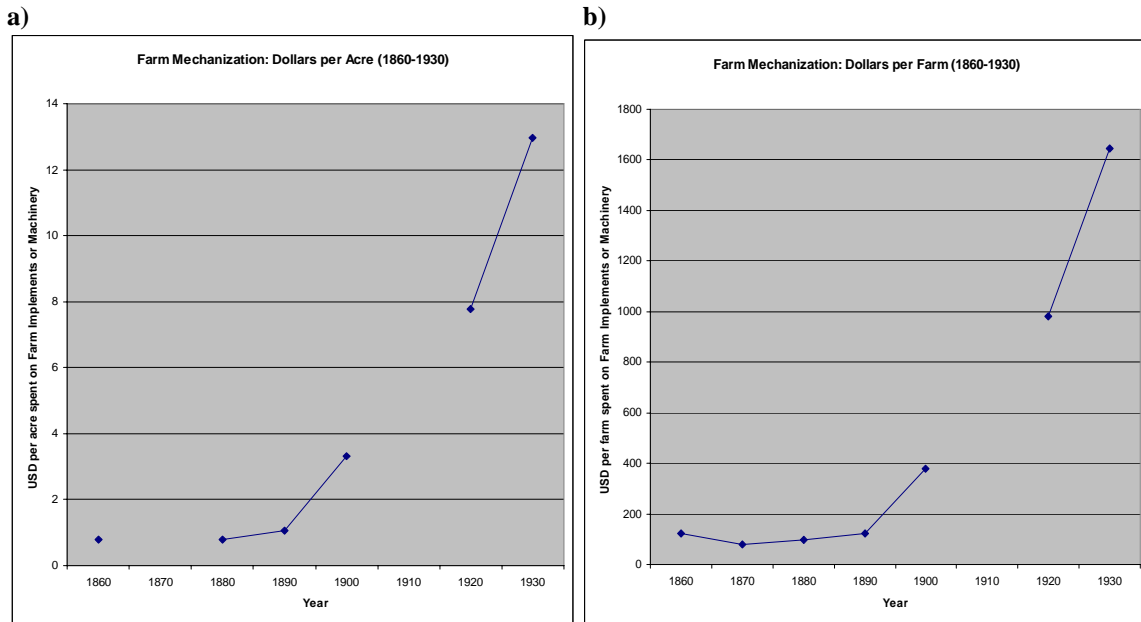 a)
Farm Mechanization: Dollars per Acre (1860-1930)
USD per acre spent on Farm Implements or Machinery
14
12
10
8
6
4
2
0
1860 1870 1880 1890 1900 1910 1920 1930
Year
b)
Farm Mechanization: Dollars per Farm (1860-1930)
USD per farm spent on Farm Implements or Machinery
1800
1600
1400
1200
1000
800
600
400
200
0
1860 1870 1880 1890 1900 1910 1920 1930
Year